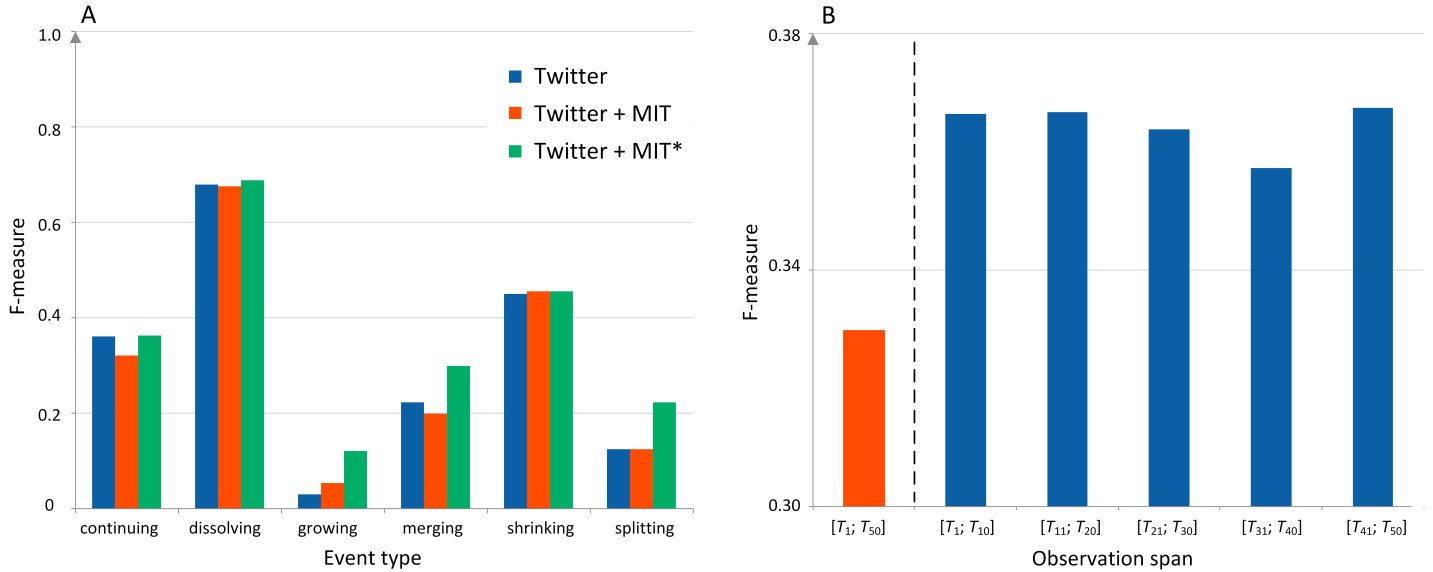 A
1.0
0.8
0.6
0.4
0.2
0
F-measure
Twitter
Twitter + MIT
Twitter + MIT*
continuing dissolving growing merging shrinking splitting
Event type
B
0.38
0.34
0.30
F-measure
[T1; T50] [T1; T10] [T11; T20] [T21; T30] [T31; T40] [T41; T50]
Observation span